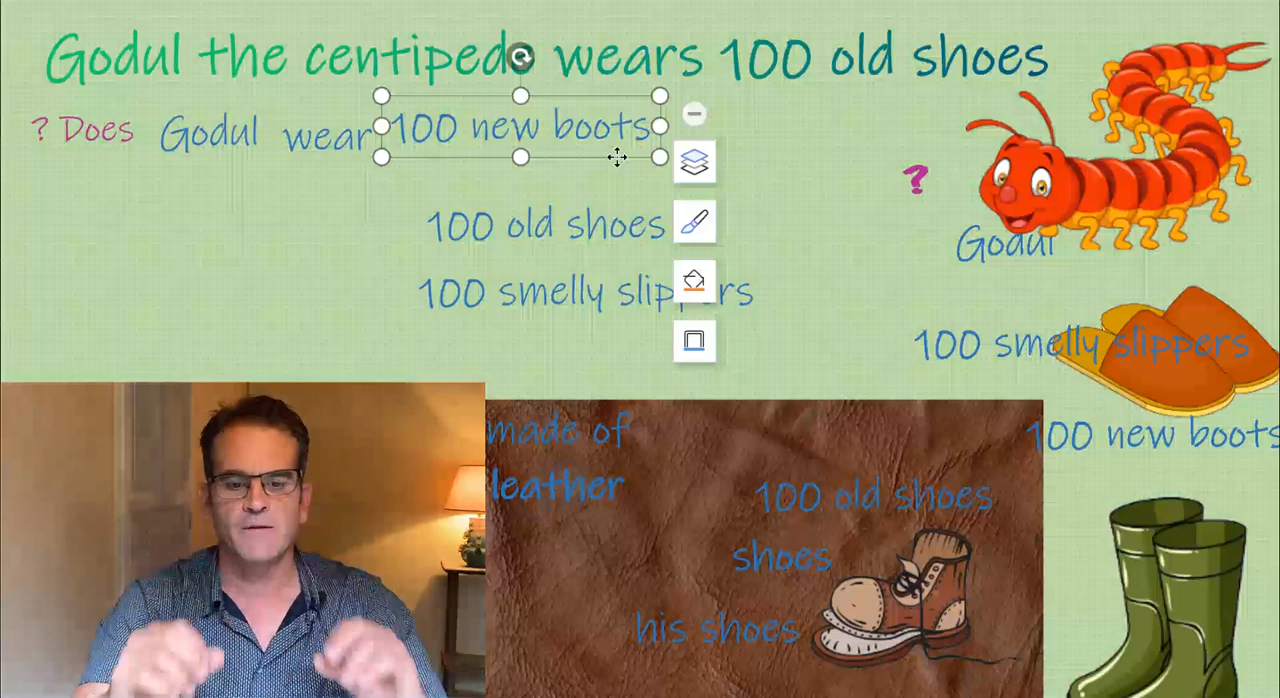 Godul the centipede wears 100 old shoes
? Does Godul wear 100 new boots
?
100 old shoes
Godul
100 smelly slippers
100 smelly slippers
made of
100 new boots
leather
100 old shoes
shoes
his shoes